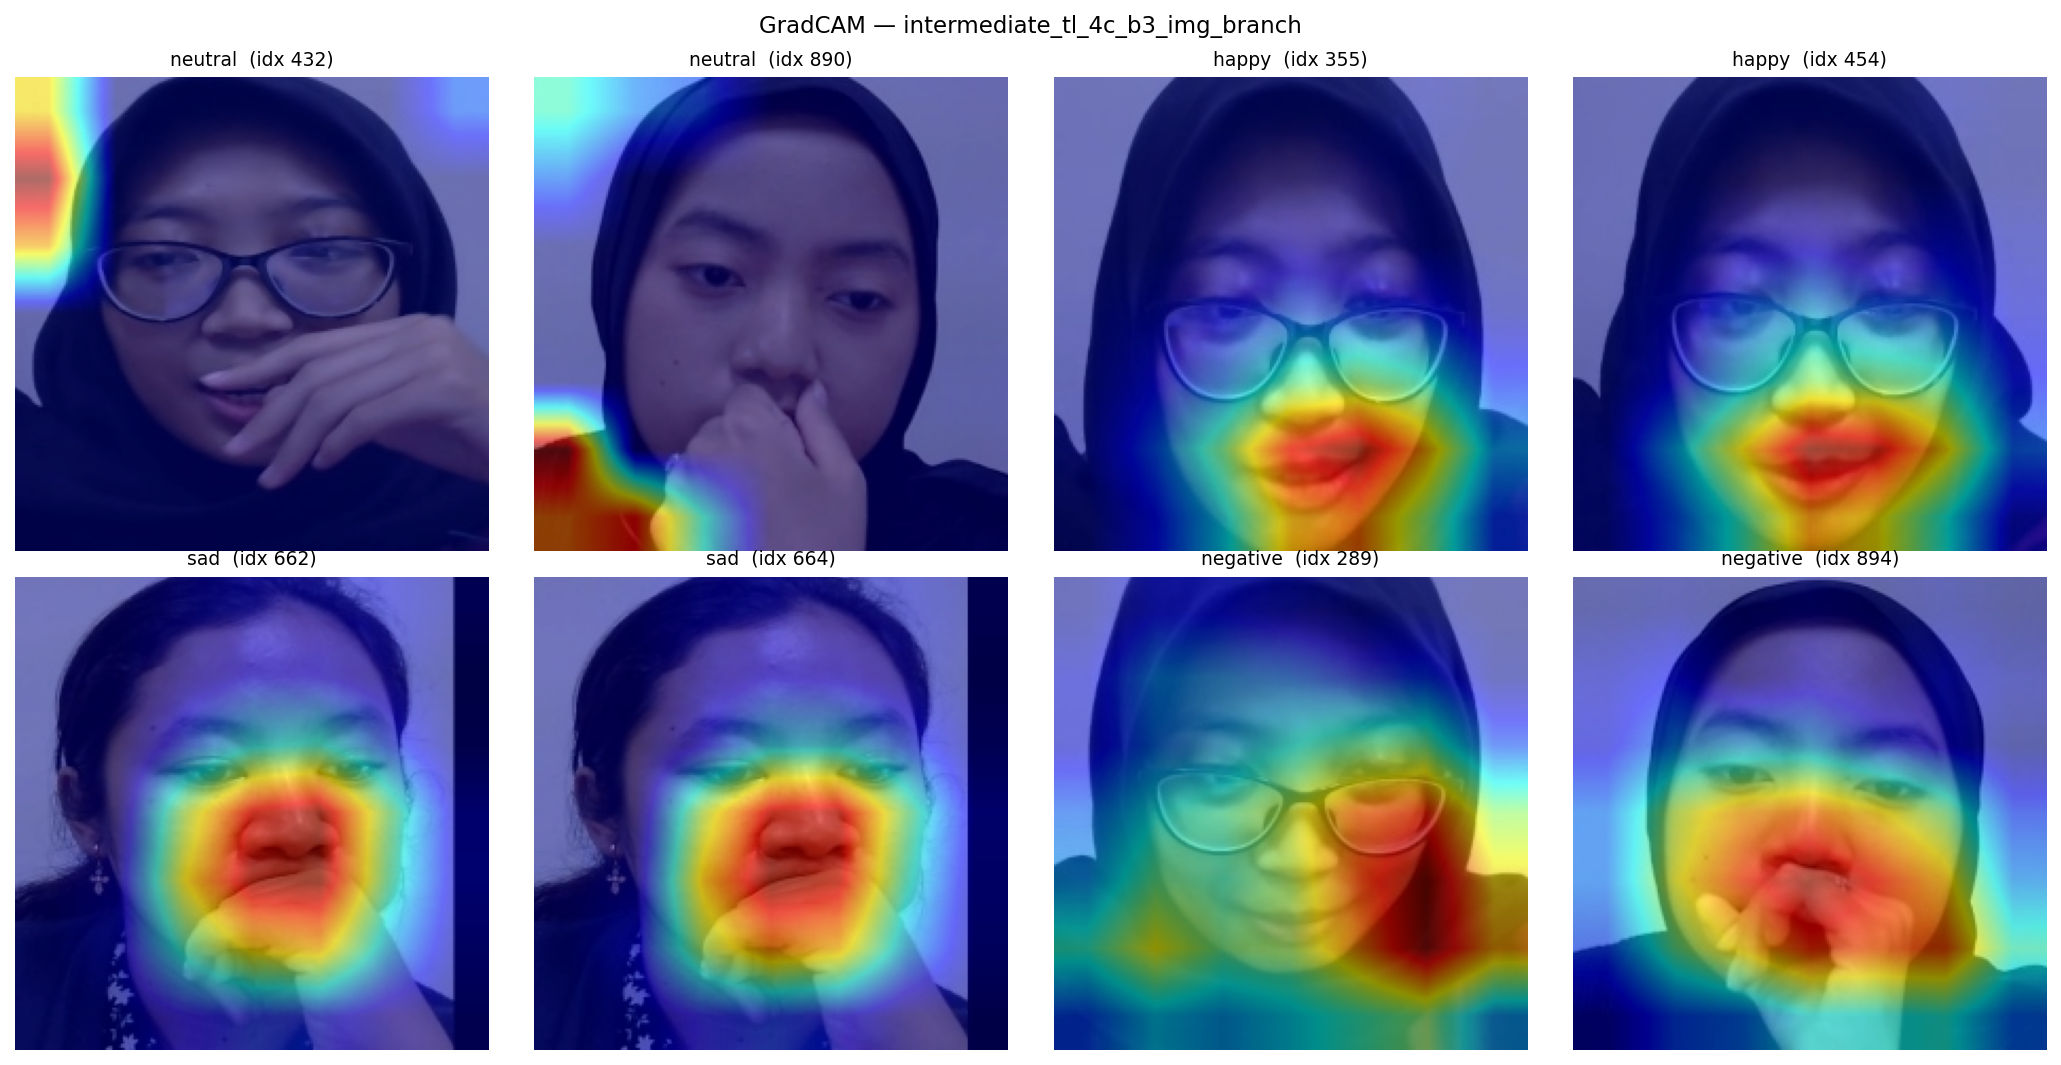 GradCAM — intermediate_tl_4c_b3_img_branch
neutral  (idx 432)
neutral  (idx 890)
happy  (idx 355)
happy  (idx 454)
sad  (idx 662)
sad  (idx 664)
negative  (idx 289)
negative  (idx 894)